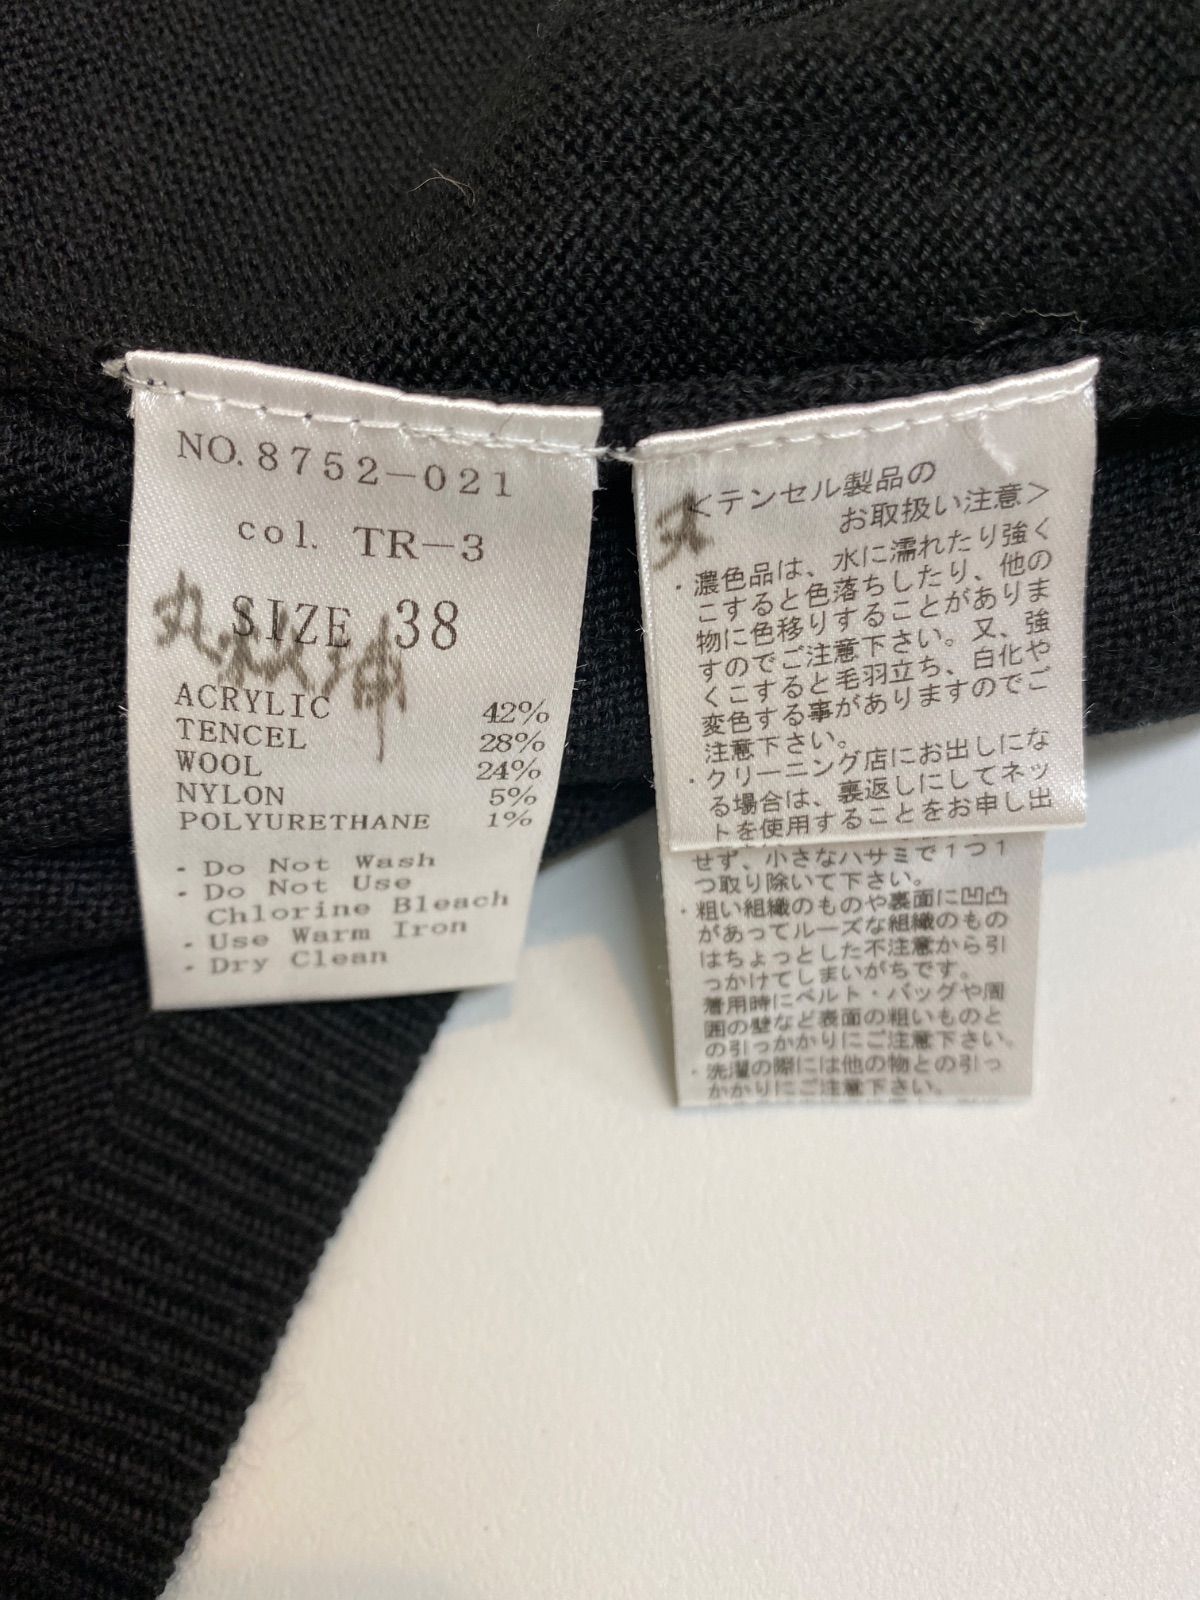 NO. 8752-021
col. TR-3
SIZE 38
ACRYLIC 42%
TENCEL 28%
WOOL 24%
NYLON 5%
POLYURETHANE 1%
・Do Not Wash
・Do Not Use
Chlorine Bleach
・Use Warm Iron
・Dry Clean
<テンセル製品の
お取扱い注意>
・濃色品は、水に濡れたり強く
こすると色落ちしたり、他の
物に色移りすることがありま
すのでご注意下さい。又、強
くこすると毛羽立ち、白化や
変色する事がありますのでご
注意下さい。
・クリーニング店にお出しにな
る場合は、裏返しにしてネッ
トを使用することをお申し出
せず、小さなハサミで1つ1
つ取り除いて下さい。
・粗い組織のものや裏面に凹凸
があってルーズな組織のもの
はちょっとした不注意から引
っかけてしまいがちです。
着用時にベルト・バッグや周
囲の壁など表面の粗いものと
の引っかかりにご注意下さい。
・洗濯の際には他の物との引っ
かかりにご注意下さい。